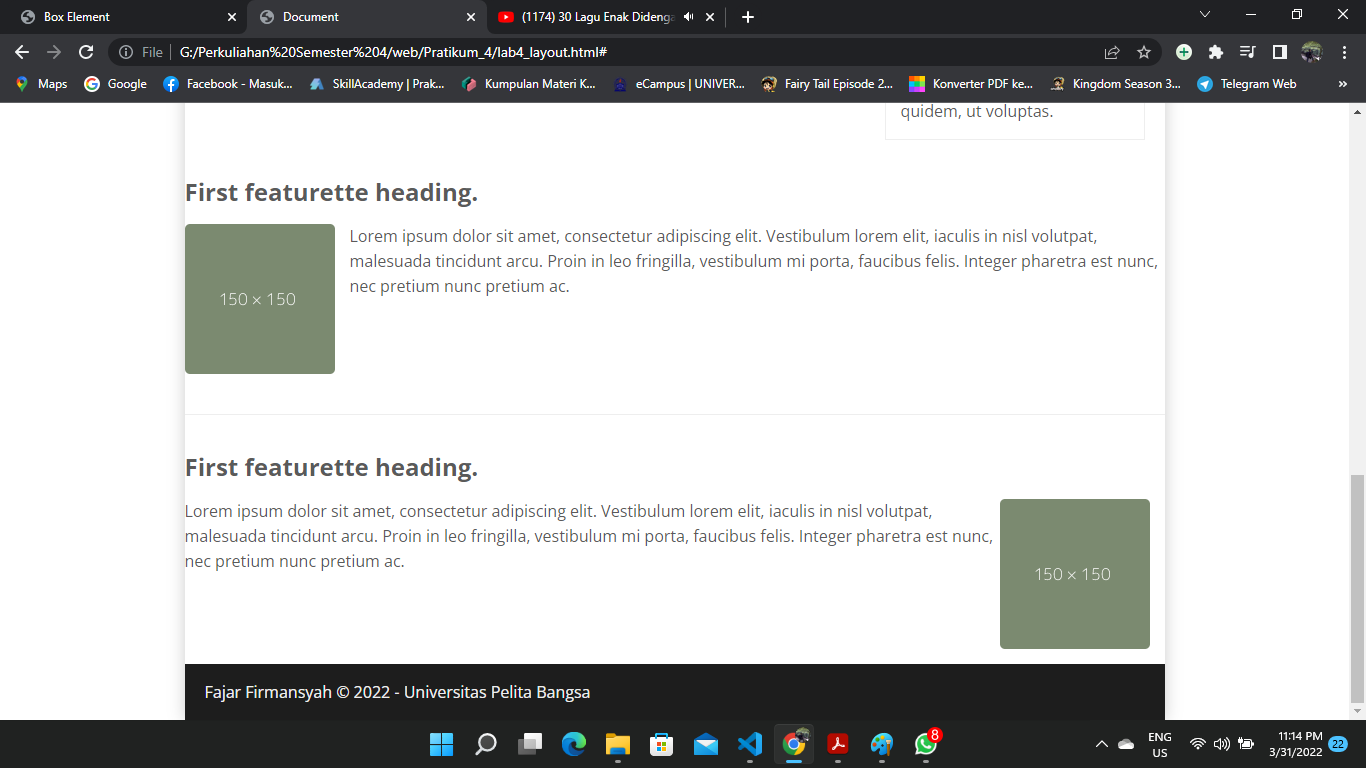 Box Element
Document
(1174) 30 Lagu Enak Didenga
File
G:/Perkuliahan%20Semester%204/web/Pratikum_4/lab4_layout.html#
Maps
Google
Facebook - Masuk...
SkillAcademy | Prak...
Kumpulan Materi K...
eCampus | UNIVER...
Fairy Tail Episode 2...
Konverter PDF ke...
Kingdom Season 3...
Telegram Web
»
quidem, ut voluptas.
First featurette heading.
150 × 150
Lorem ipsum dolor sit amet, consectetur adipiscing elit. Vestibulum lorem elit, iaculis in nisl volutpat,
malesuada tincidunt arcu. Proin in leo fringilla, vestibulum mi porta, faucibus felis. Integer pharetra est nunc,
nec pretium nunc pretium ac.
First featurette heading.
Lorem ipsum dolor sit amet, consectetur adipiscing elit. Vestibulum lorem elit, iaculis in nisl volutpat,
malesuada tincidunt arcu. Proin in leo fringilla, vestibulum mi porta, faucibus felis. Integer pharetra est nunc,
nec pretium nunc pretium ac.
150 × 150
Fajar Firmansyah © 2022 - Universitas Pelita Bangsa
8
ENG
US
11:14 PM
3/31/2022
22